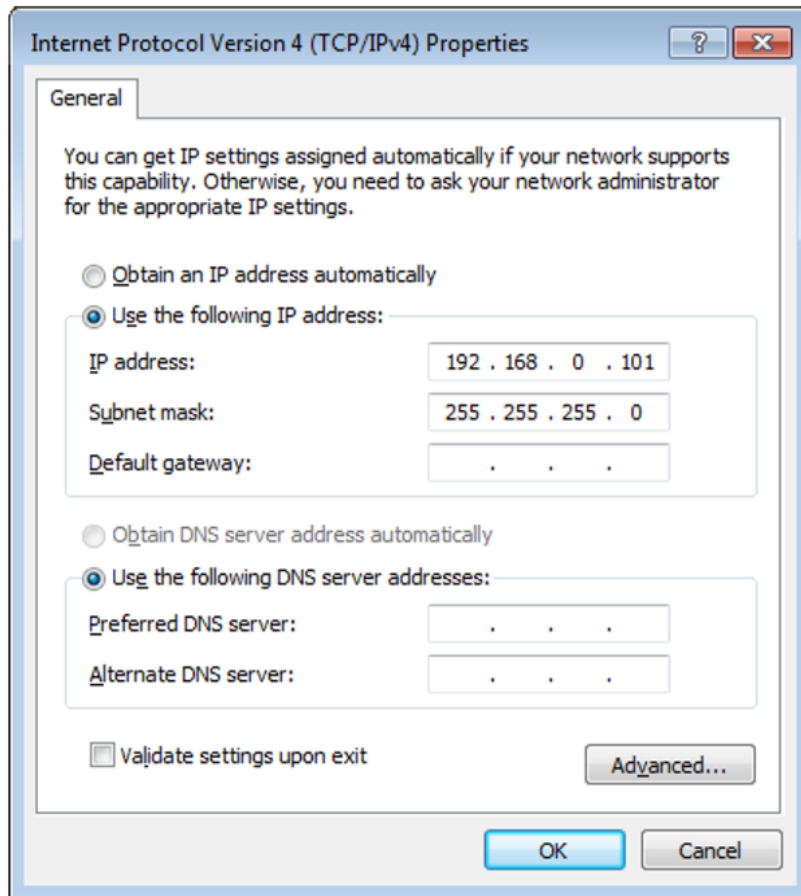 Internet Protocol Version 4 (TCP/IPv4) Properties
?
General
You can get IP settings assigned automatically if your network supports
this capability. Otherwise, you need to ask your network administrator
for the appropriate IP settings.
Obtain an IP address automatically
Use the following IP address:
IP address: 192 . 168 . 0 . 101
Subnet mask: 255 . 255 . 255 . 0
Default gateway: . . .
Obtain DNS server address automatically
Use the following DNS server addresses:
Preferred DNS server: . . .
Alternate DNS server: . . .
Validate settings upon exit
Advanced...
OK Cancel